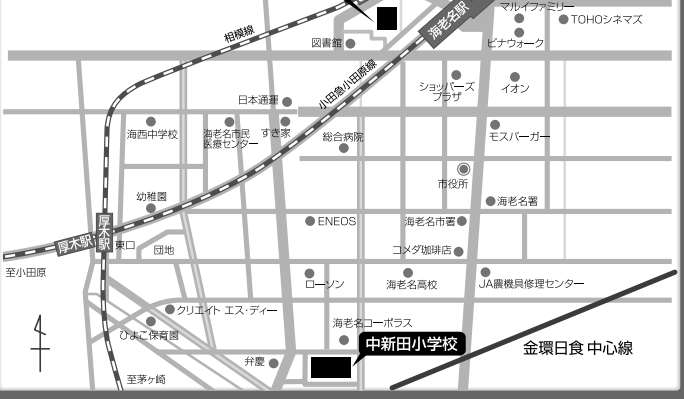 マルイファミリー
TOHOシネマズ
海老名駅
相模線
図書館
ビナウォーク
小田急小田原線
ショッパーズ
プラザ
イオン
日本通運
海西中学校
海老名市民
医療センター
すき家
総合病院
モスバーガー
市役所
幼稚園
海老名署
厚木駅
厚木駅
東口
団地
ENEOS
海老名市署
コメダ珈琲店
至小田原
ローソン
海老名高校
JA農機具修理センター
クリエイト エス・ディー
ひよこ保育園
海老名コーポラス
中新田小学校
金環日食 中心線
弁慶
至茅ヶ崎